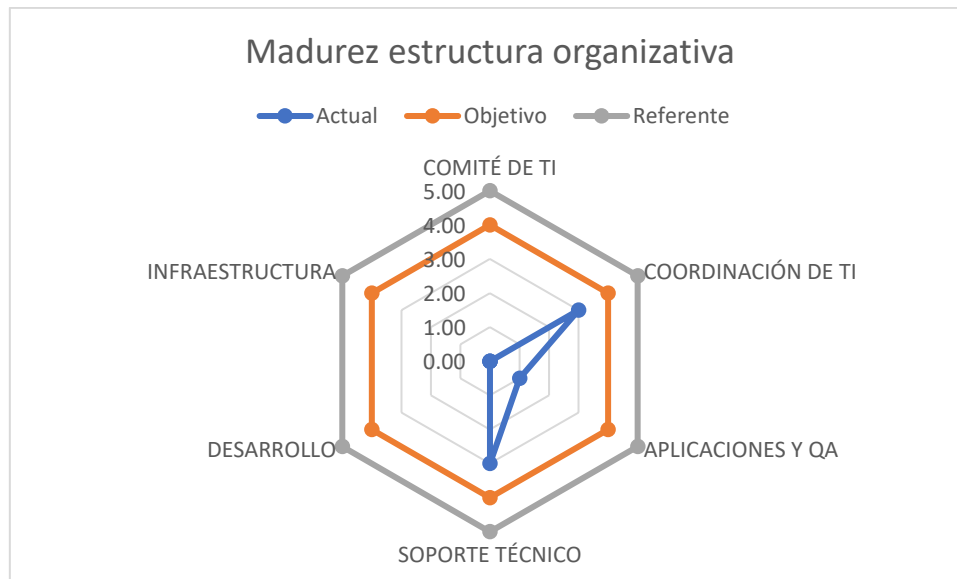 Madurez estructura organizativa
Actual Objetivo Referente
COMITÉ DE TI
5.00
4.00
3.00
2.00
1.00
0.00
INFRAESTRUCTURA
COORDINACIÓN DE TI
DESARROLLO
APLICACIONES Y QA
SOPORTE TÉCNICO